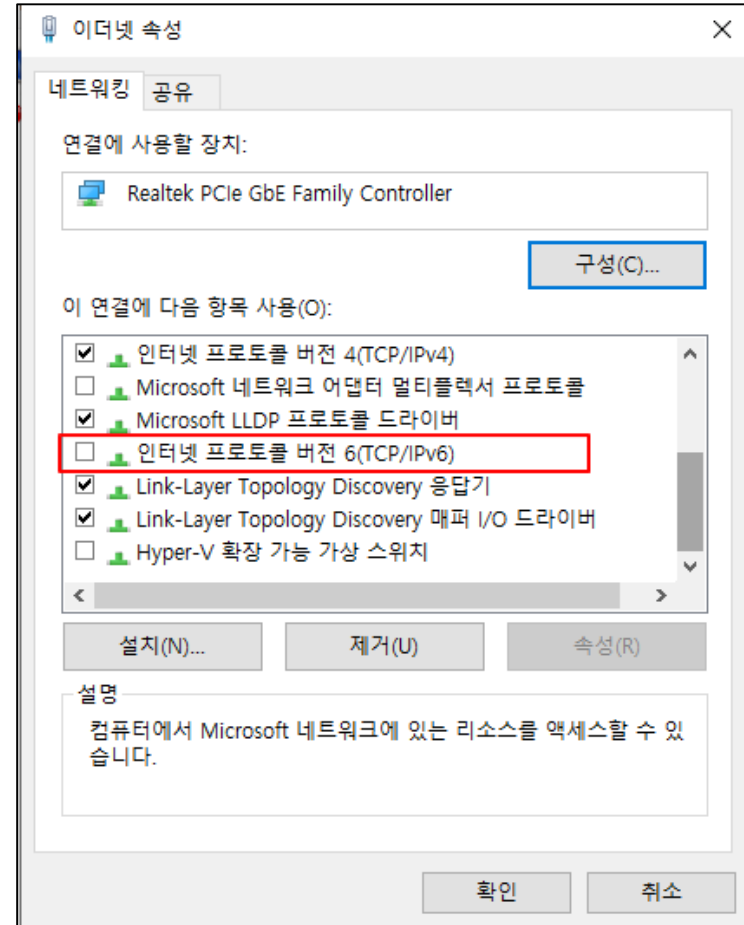 이더넷 속성
네트워킹
공유
연결에 사용할 장치:
Realtek PCIe GbE Family Controller
구성(C)...
이 연결에 다음 항목 사용(O):
인터넷 프로토콜 버전 4(TCP/IPv4)
Microsoft 네트워크 어댑터 멀티플렉서 프로토콜
Microsoft LLDP 프로토콜 드라이버
인터넷 프로토콜 버전 6(TCP/IPv6)
Link-Layer Topology Discovery 응답기
Link-Layer Topology Discovery 매퍼 I/O 드라이버
Hyper-V 확장 가능 가상 스위치
설치(N)...
제거(U)
속성(R)
설명
컴퓨터에서 Microsoft 네트워크에 있는 리소스를 액세스할 수 있
습니다.
확인
취소